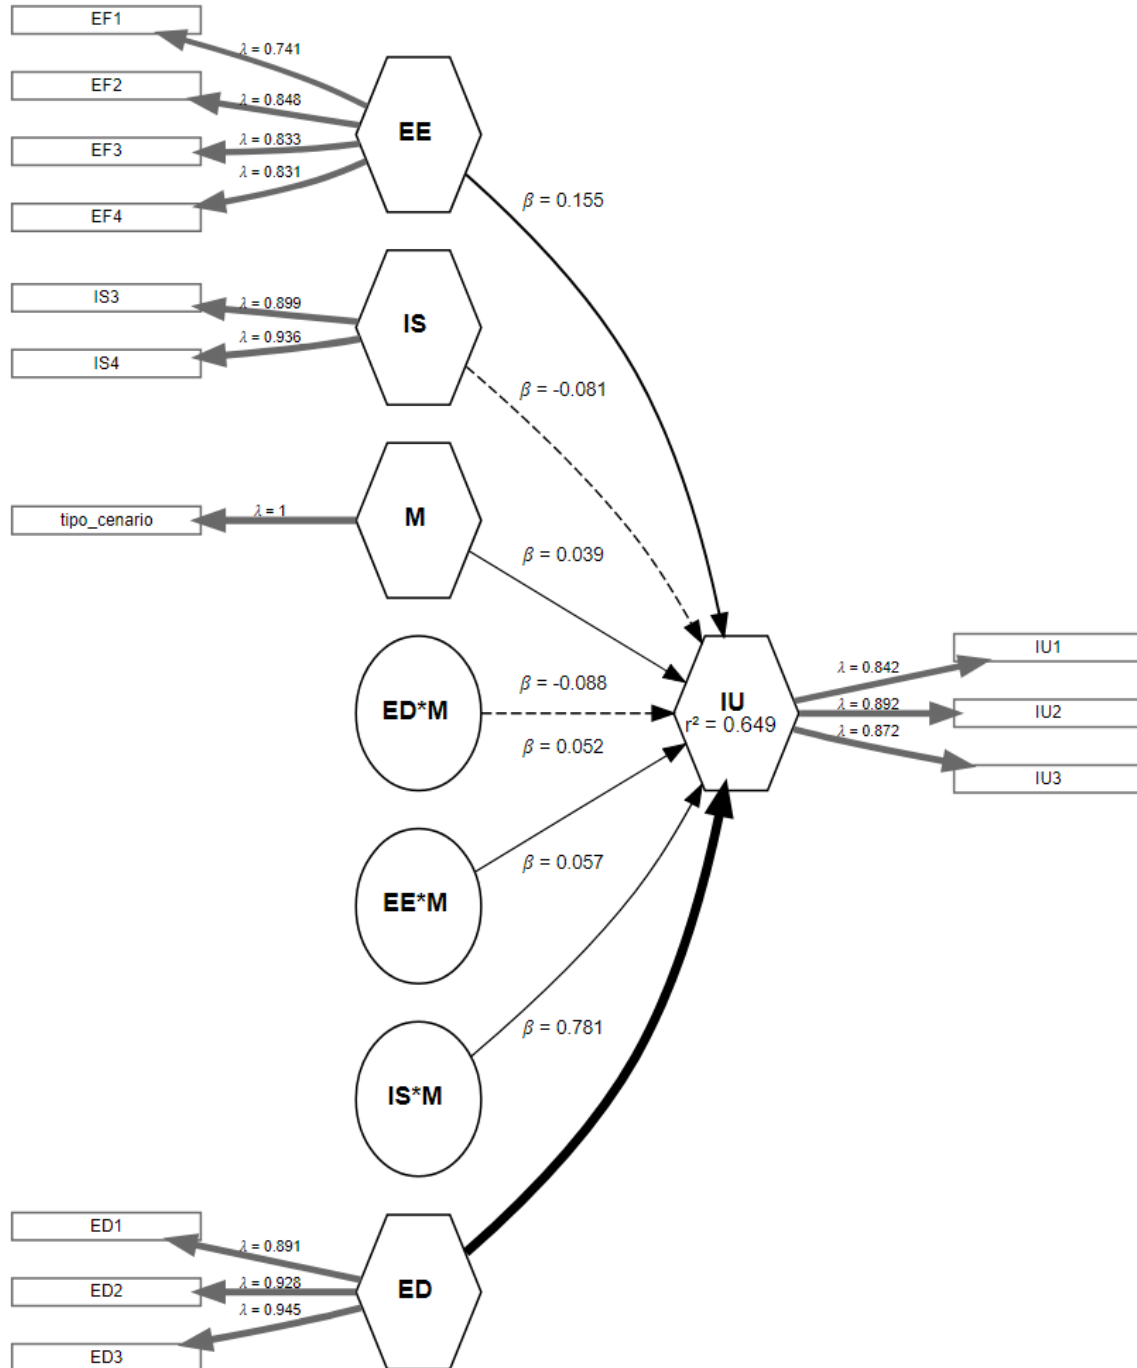 EF1
λ = 0.741
EF2
λ = 0.848
EE
EF3
λ = 0.833
λ = 0.831
EF4
β = 0.155
IS3
λ = 0.899
IS
IS4
λ = 0.936
β = -0.081
tipo_cenario
λ = 1
M
β = 0.039
ED*M
β = -0.088
β = 0.052
IU
r² = 0.649
λ = 0.842
IU1
λ = 0.892
IU2
λ = 0.872
IU3
EE*M
β = 0.057
IS*M
β = 0.781
ED1
λ = 0.891
ED2
λ = 0.928
ED
λ = 0.945
ED3